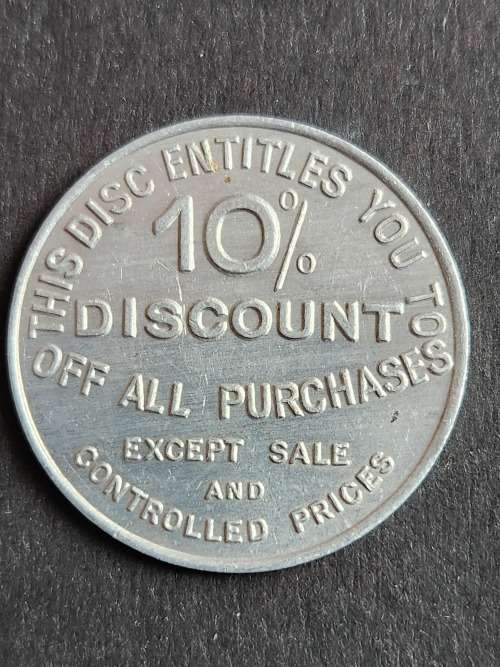 THIS DISC ENTITLES YOU TO
10%
DISCOUNT
OFF ALL PURCHASES
EXCEPT SALE
AND
CONTROLLED PRICES